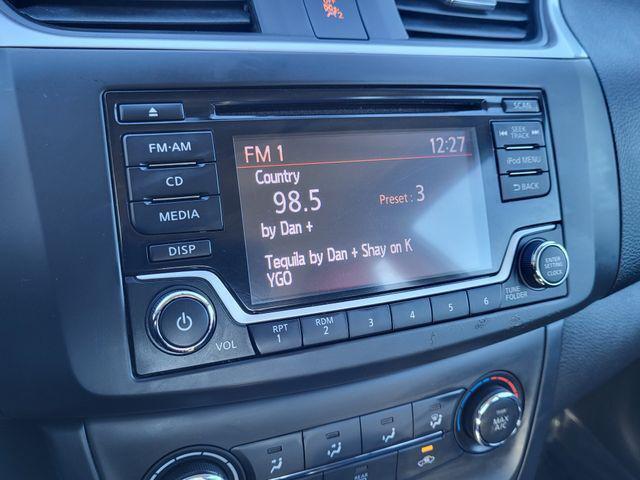 SCAN
FM·AM
CD
MEDIA
DISP
SEEK
TRACK
iPod MENU
BACK
FM 1
12:27
Country
98.5
Preset : 3
by Dan +
Tequila by Dan + Shay on K
YGO
VOL
RPT
1
RDM
2
3
4
5
6
TUNE
FOLDER
ENTER
SETTING
CLOCK
MAX
A/C
REAR